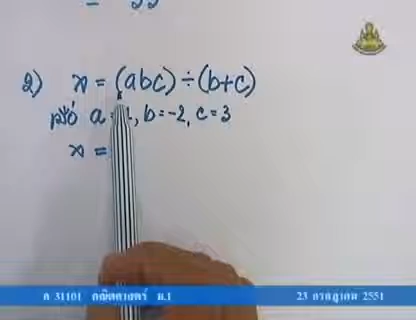 2) x = (abc) ÷ (b+c)
เมื่อ a = 1, b = -2, c = 3
x =
ค 31101 คณิตศาสตร์ ม.1
23 กรกฎาคม 2551